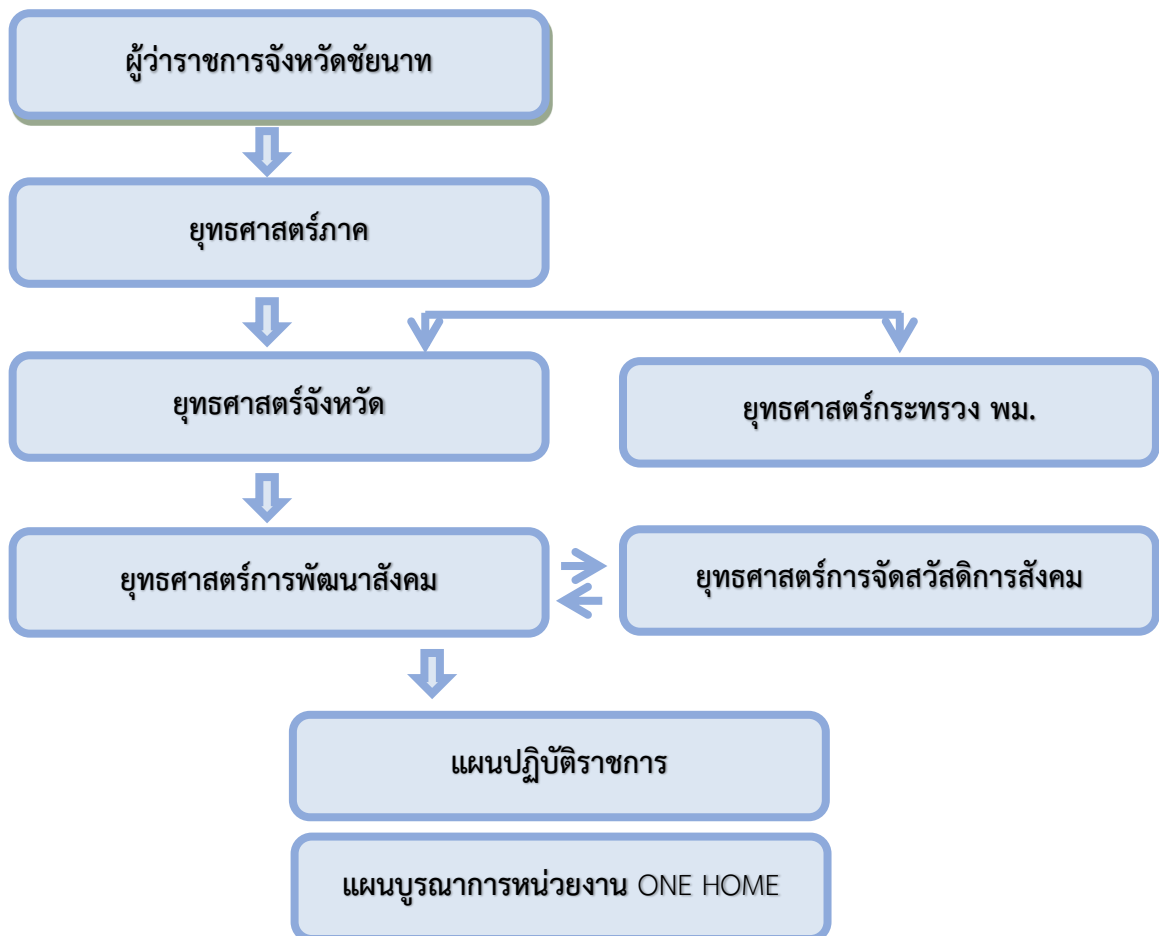 ผู้ว่าราชการจังหวัดชัยนาท
ยุทธศาสตร์ภาค
ยุทธศาสตร์จังหวัด
ยุทธศาสตร์กระทรวง พม.
ยุทธศาสตร์การพัฒนาสังคม
ยุทธศาสตร์การจัดสวัสดิการสังคม
แผนปฏิบัติราชการ
แผนบูรณาการหน่วยงาน ONE HOME